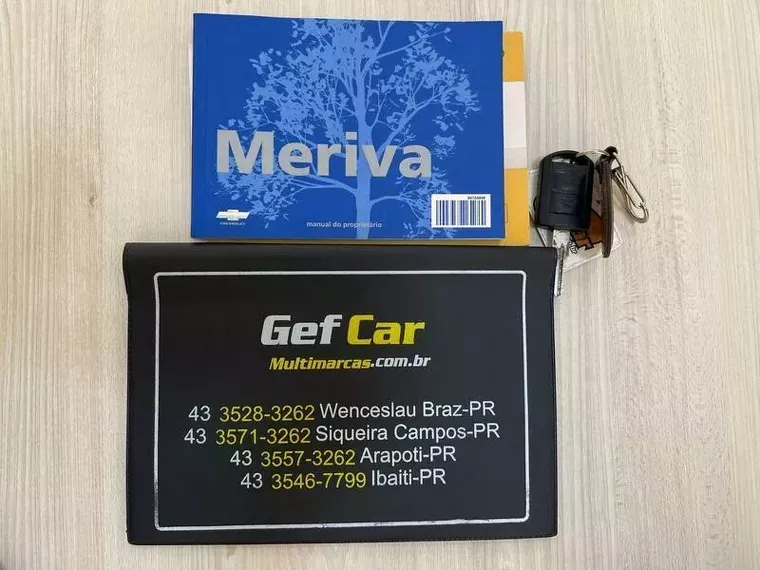 Meriva
CHEVROLET
manual do proprietário
Gef Car
Multimarcas.com.br
43 3528-3262 Wenceslau Braz-PR
43 3571-3262 Siqueira Campos-PR
43 3557-3262 Arapoti-PR
43 3546-7799 Ibaiti-PR